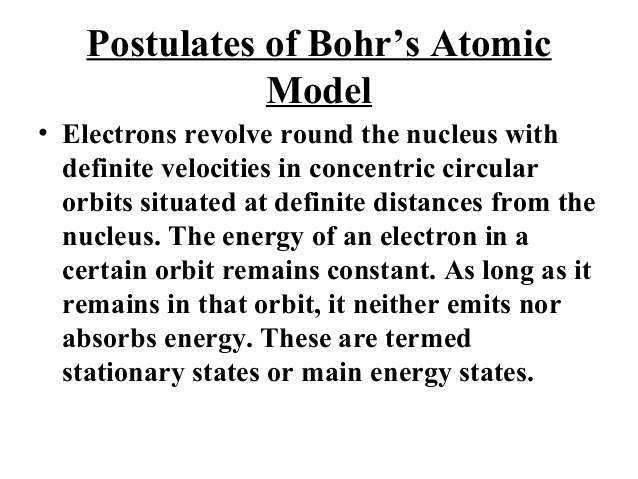 Postulates of Bohr’s Atomic
Model
• Electrons revolve round the nucleus with
definite velocities in concentric circular
orbits situated at definite distances from the
nucleus. The energy of an electron in a
certain orbit remains constant. As long as it
remains in that orbit, it neither emits nor
absorbs energy. These are termed
stationary states or main energy states.